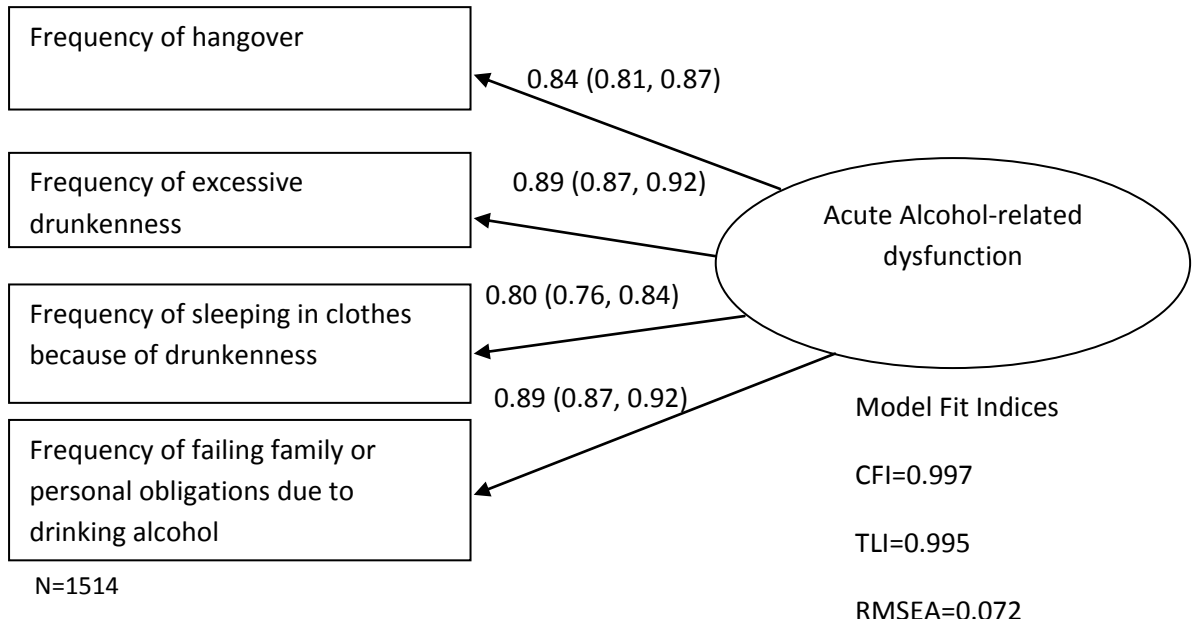 Frequency of hangover
0.84 (0.81, 0.87)
Frequency of excessive
drunkenness
0.89 (0.87, 0.92)
Acute Alcohol-related
dysfunction
Frequency of sleeping in clothes
because of drunkenness
0.80 (0.76, 0.84)
0.89 (0.87, 0.92)
Frequency of failing family or
personal obligations due to
drinking alcohol
N=1514
Model Fit Indices
CFI=0.997
TLI=0.995
RMSEA=0.072